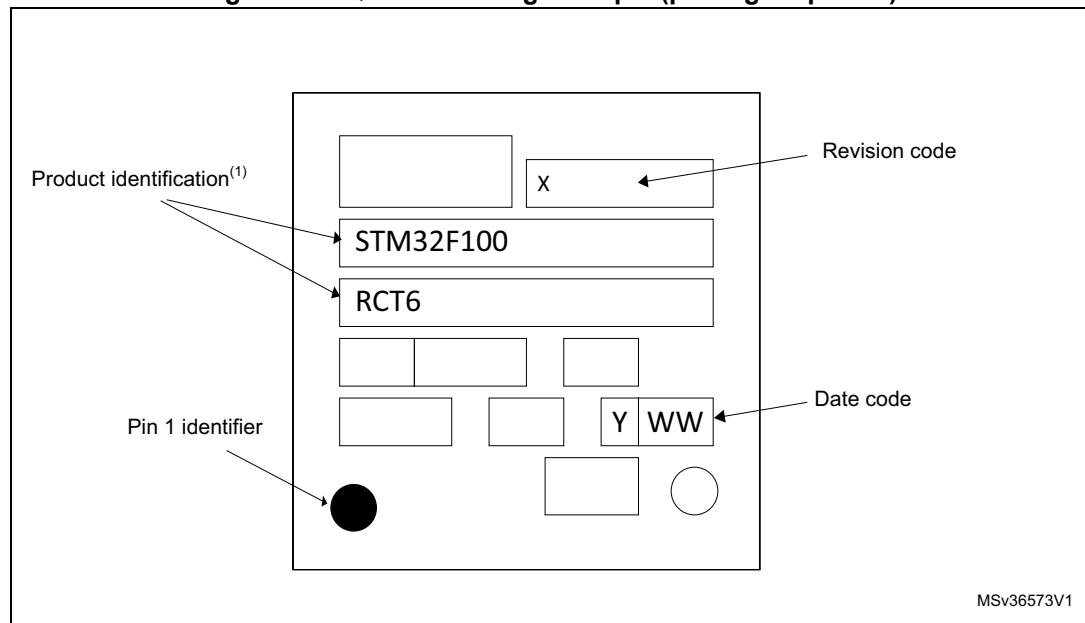 Revision code
X
Product identification(1)
STM32F100
RCT6
Date code
Y WW
Pin 1 identifier
MSv36573V1